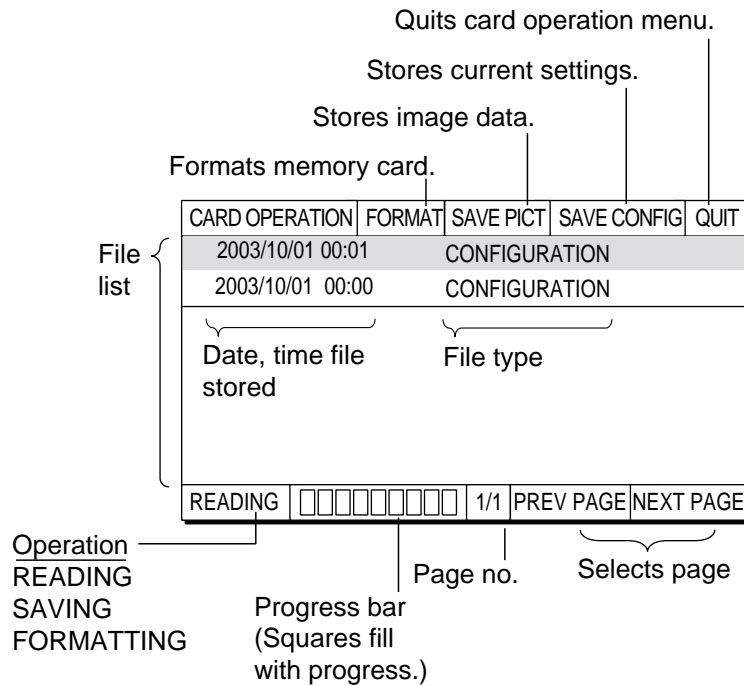 Quits card operation menu.
Stores current settings.
Stores image data.
Formats memory card.
CARD OPERATION FORMAT SAVE PICT SAVE CONFIG QUIT
File
list
2003/10/01 00:01 CONFIGURATION
2003/10/01 00:00 CONFIGURATION
Date, time file
stored
File type
READING 1/1 PREV PAGE NEXT PAGE
Operation
READING
SAVING
FORMATTING
Progress bar
(Squares fill
with progress.)
Page no.
Selects page